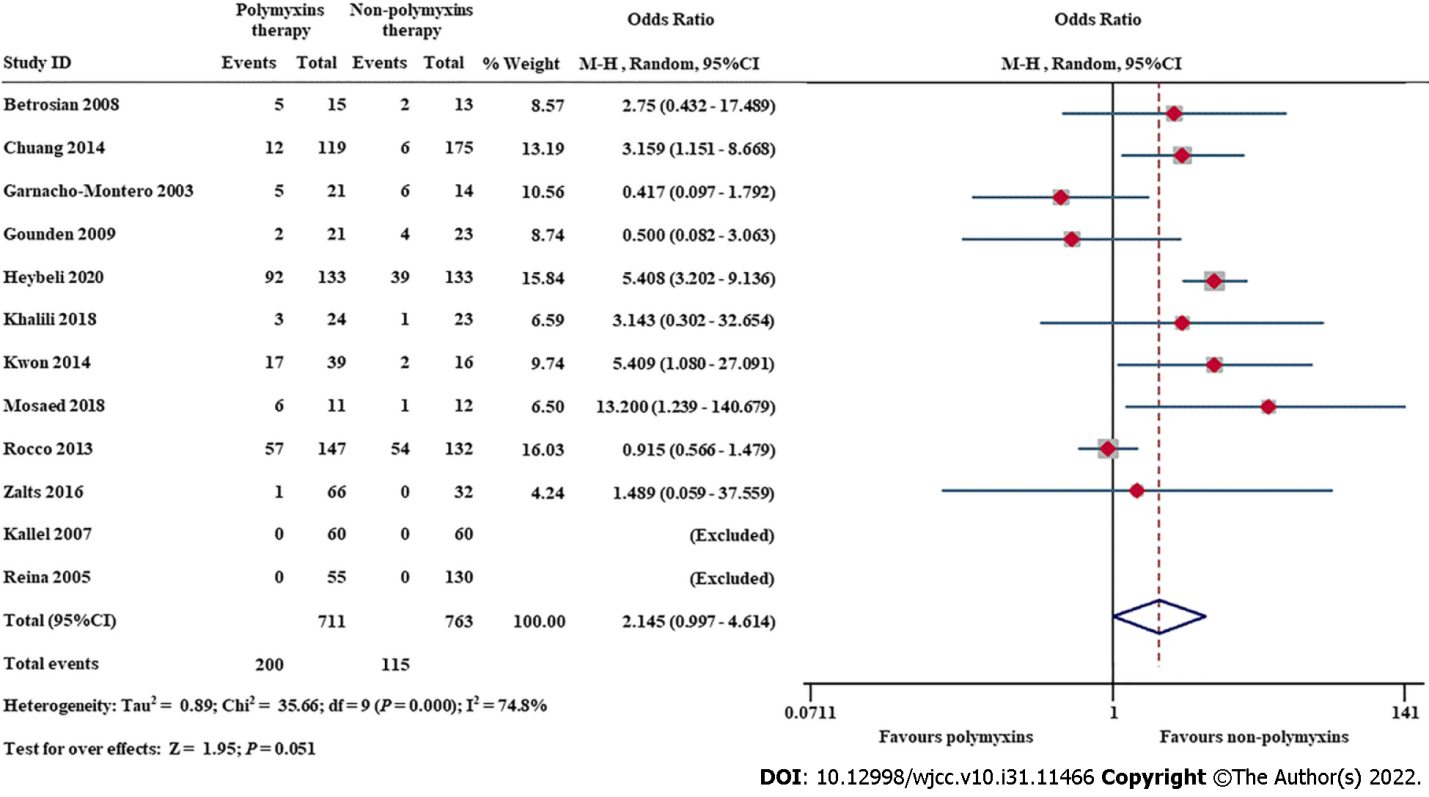 Polymyxins therapy Non-polymyxins therapy Odds Ratio Odds Ratio
Study ID Events Total Events Total % Weight M-H , Random, 95%CI M-H , Random, 95%CI
Betrosian 2008 5 15 2 13 8.57 2.75 (0.432 - 17.489)
Chuang 2014 12 119 6 175 13.19 3.159 (1.151 - 8.668)
Garnacho-Montero 2003 5 21 6 14 10.56 0.417 (0.097 - 1.792)
Gounden 2009 2 21 4 23 8.74 0.500 (0.082 - 3.063)
Heybeli 2020 92 133 39 133 15.84 5.408 (3.202 - 9.136)
Khalili 2018 3 24 1 23 6.59 3.143 (0.302 - 32.654)
Kwon 2014 17 39 2 16 9.74 5.409 (1.080 - 27.091)
Mosaed 2018 6 11 1 12 6.50 13.200 (1.239 - 140.679)
Rocco 2013 57 147 54 132 16.03 0.915 (0.566 - 1.479)
Zalts 2016 1 66 0 32 4.24 1.489 (0.059 - 37.559)
Kallel 2007 0 60 0 60 (Excluded)
Reina 2005 0 55 0 130 (Excluded)
Total (95%CI) 711 763 100.00 2.145 (0.997 - 4.614)
Total events 200 115
Heterogeneity: Tau² = 0.89; Chi² = 35.66; df = 9 (P = 0.000); I² = 74.8%
Test for over effects: Z = 1.95; P = 0.051
0.0711 1 141
Favours polymyxins Favours non-polymyxins
DOI: 10.12998/wjcc.v10.i31.11466 Copyright ©The Author(s) 2022.